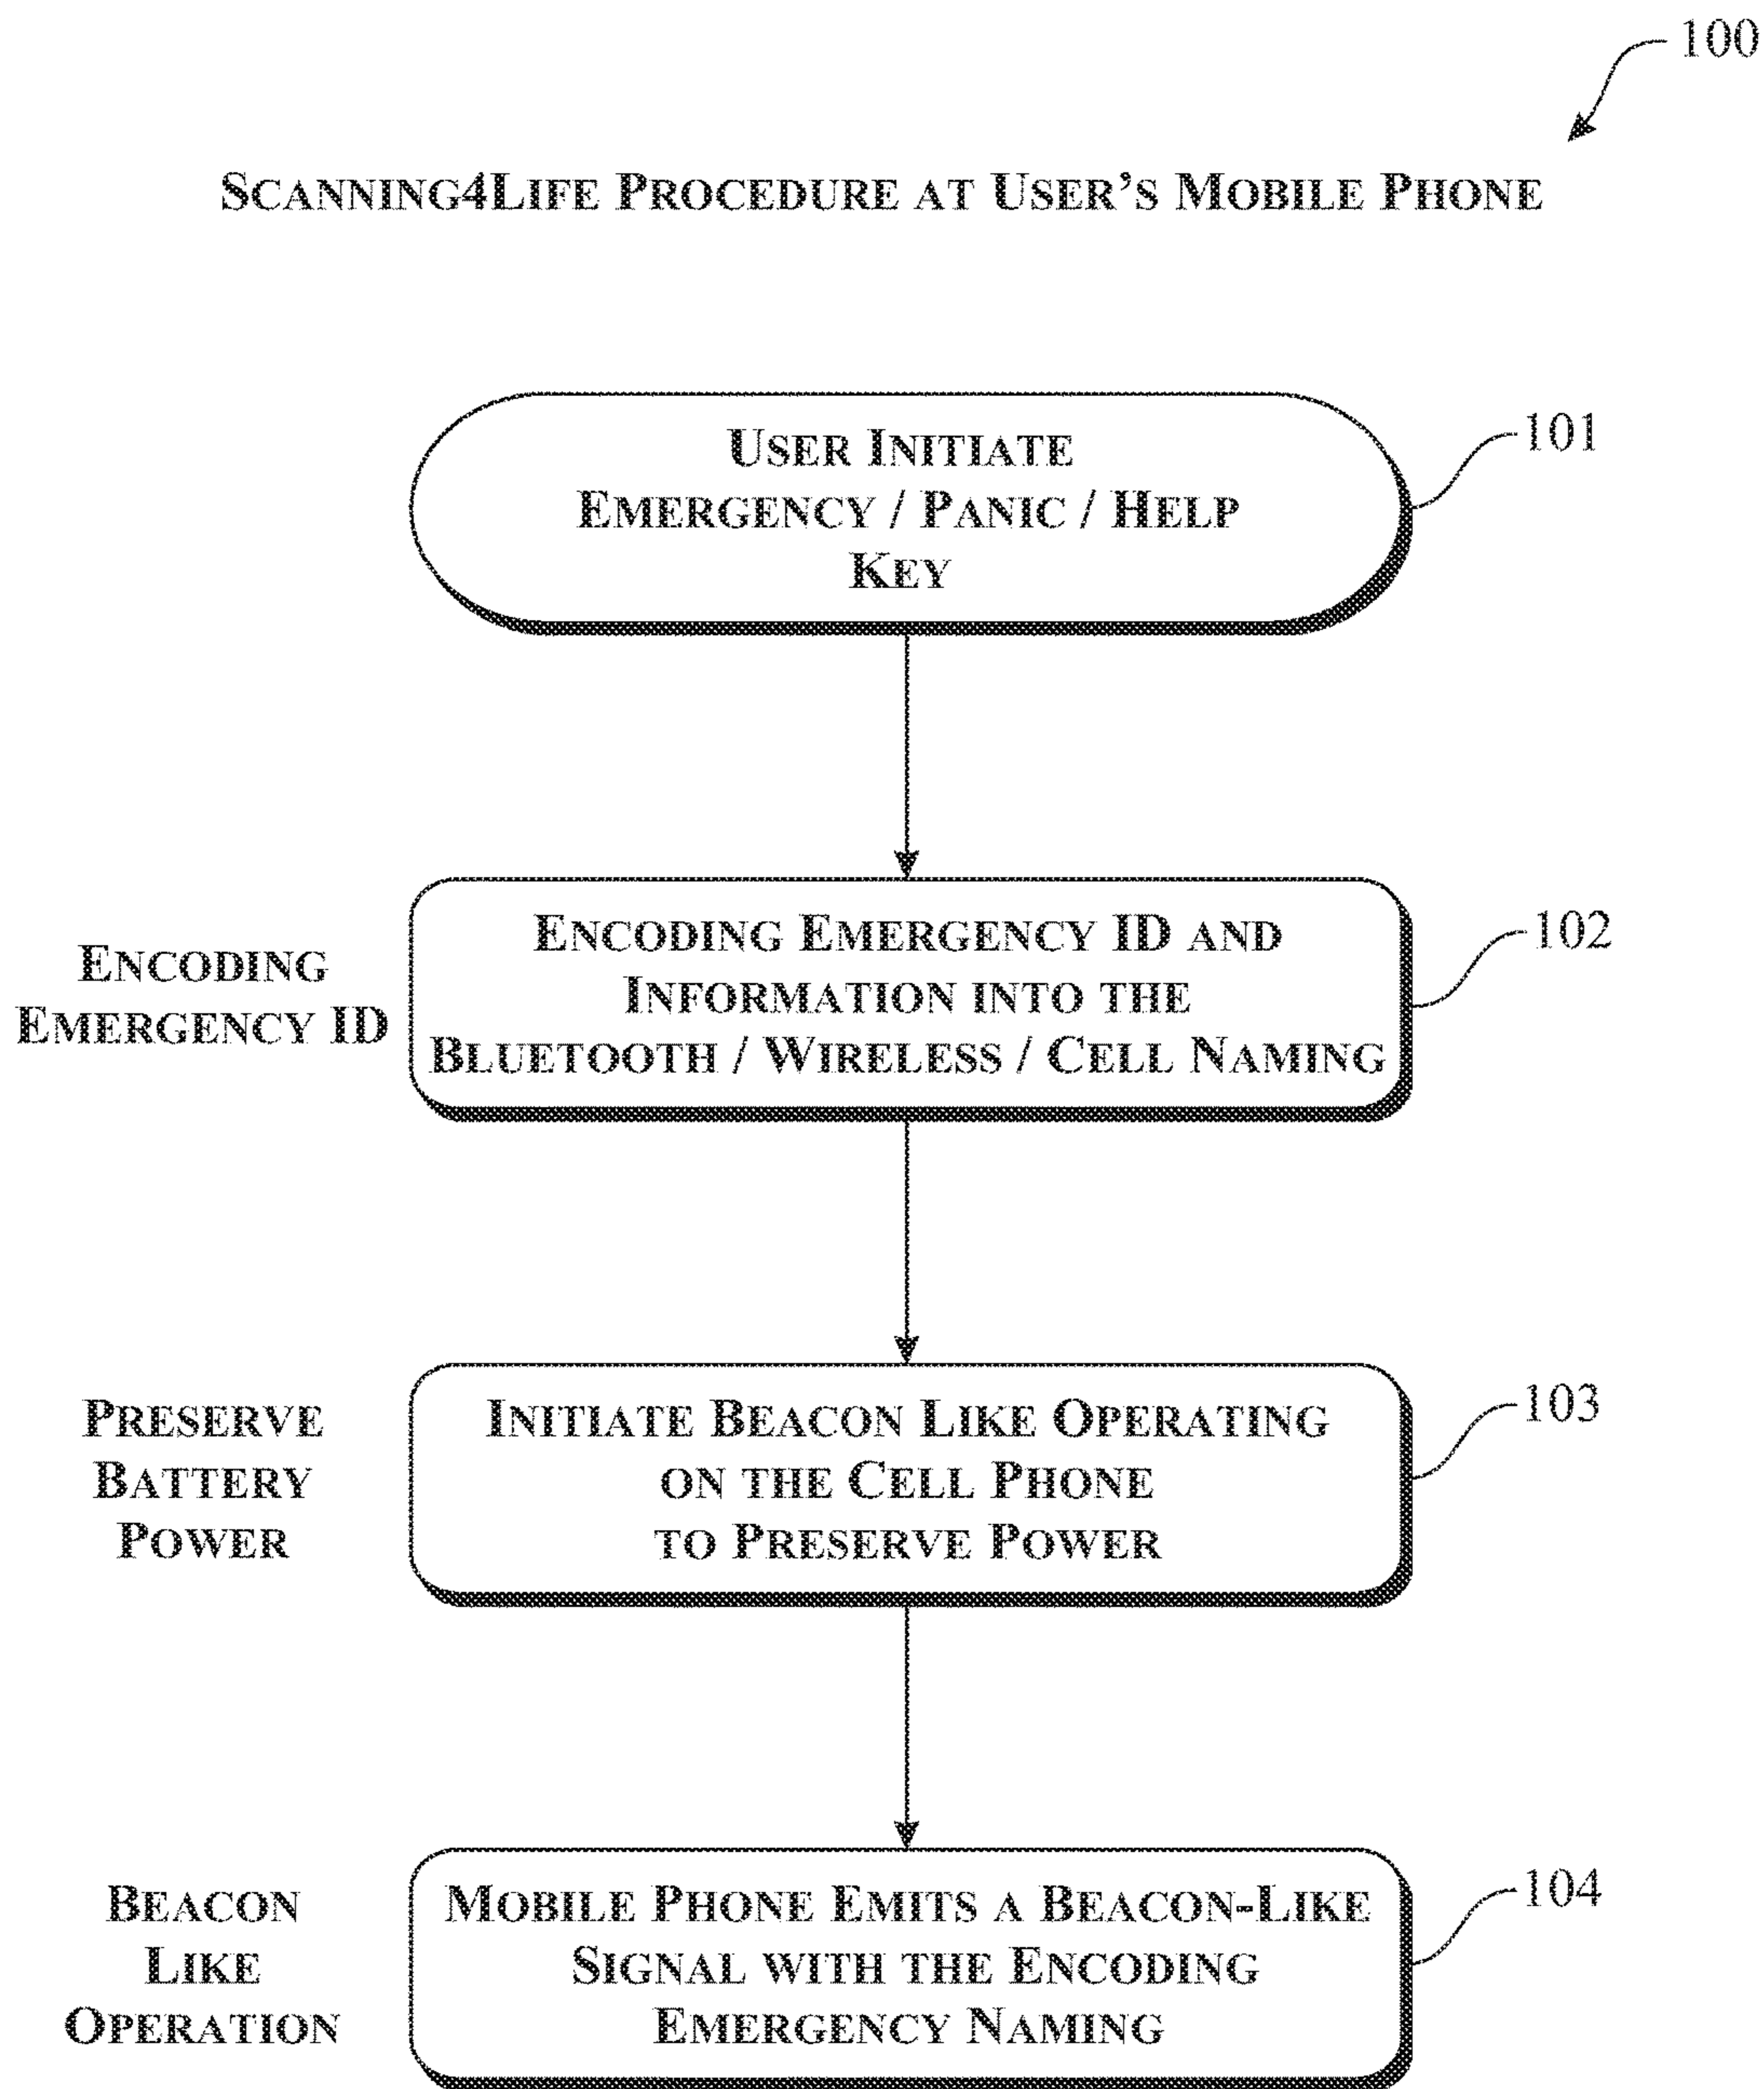 100
Scanning4Life Procedure at User's Mobile Phone
User Initiate
Emergency / Panic / Help
Key
101
Encoding
Emergency ID
Encoding Emergency ID and
Information into the
Bluetooth / Wireless / Cell Naming
102
Preserve
Battery
Power
Initiate Beacon Like Operating
on the Cell Phone
to Preserve Power
103
Beacon
Like
Operation
Mobile Phone Emits a Beacon-Like
Signal with the Encoding
Emergency Naming
104